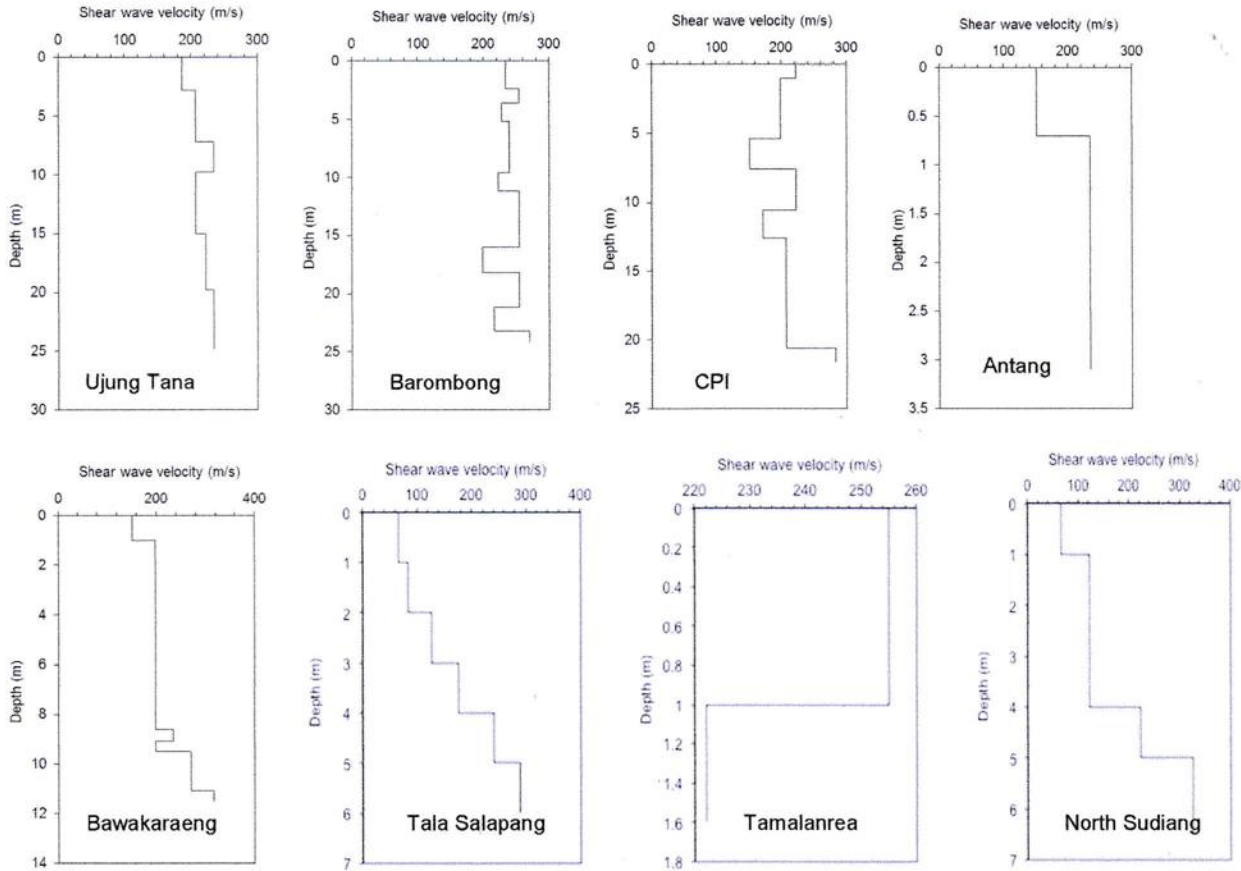 Shear wave velocity (m/s)
0 100 200 300
Depth (m)
0
5
10
15
20
25
30
Ujung Tana
Shear wave velocity (m/s)
0 100 200 300
Depth (m)
0
5
10
15
20
25
30
Barombong
Shear wave velocity (m/s)
0 100 200 300
Depth (m)
0
5
10
15
20
25
CPI
Shear wave velocity (m/s)
0 100 200 300
Depth (m)
0
0.5
1
1.5
2
2.5
3
3.5
Antang
Shear wave velocity (m/s)
0 200 400
Depth (m)
0
2
4
6
8
10
12
14
Bawakaraeng
Shear wave velocity (m/s)
0 100 200 300 400
Depth (m)
0
1
2
3
4
5
6
7
Tala Salapang
Shear wave velocity (m/s)
220 230 240 250 260
Depth (m)
0
0.2
0.4
0.6
0.8
1
1.2
1.4
1.6
1.8
Tamalanrea
Shear wave velocity (m/s)
0 100 200 300 400
Depth (m)
0
1
2
3
4
5
6
7
North Sudiang